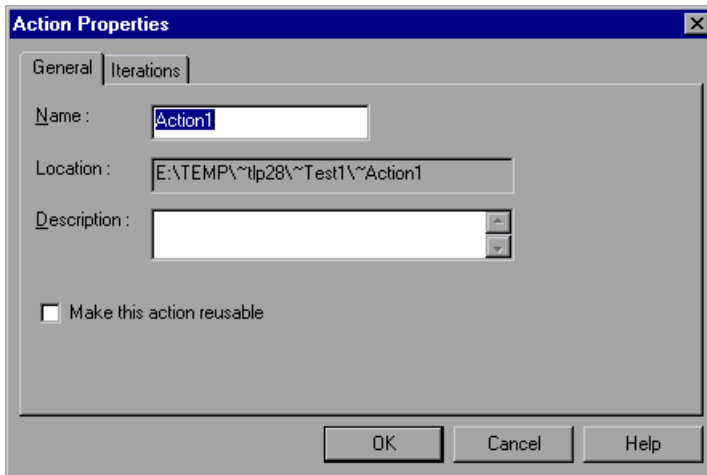 Action Properties
General Iterations
Name : Action1
Location : E:\TEMP\~tlp28\~Test1\~Action1
Description :
Make this action reusable
OK Cancel Help